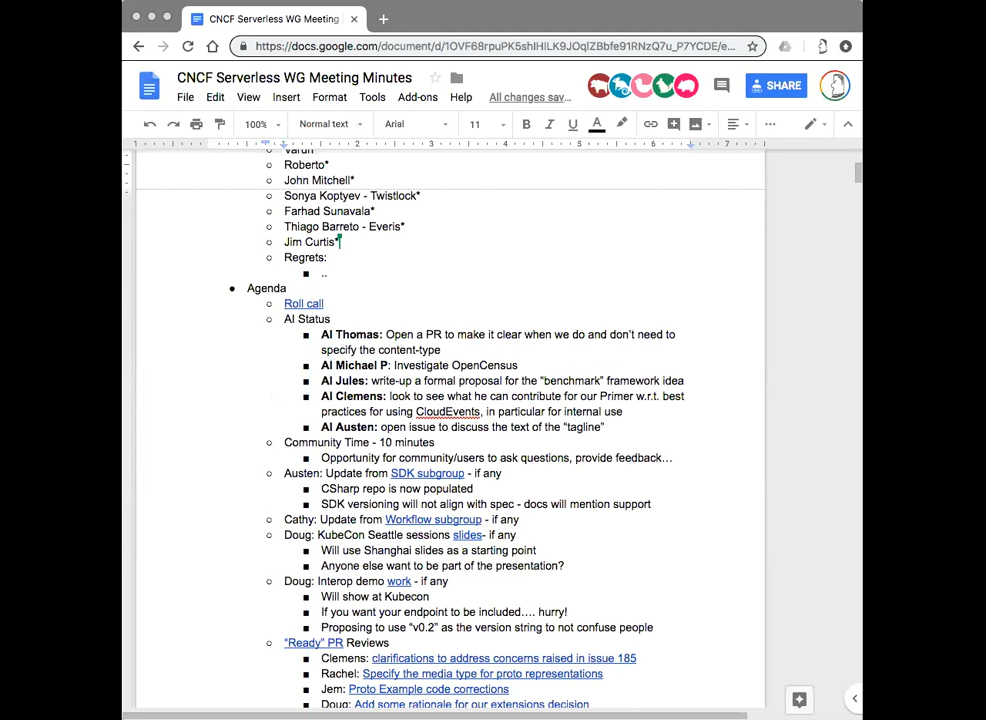 CNCF Serverless WG Meeting
https://docs.google.com/document/d/1OVF68rpuPK5shIHILK9JOqlZBbfe91RNzQ7u_P7YCDE/e...
CNCF Serverless WG Meeting Minutes
SHARE
File Edit View Insert Format Tools Add-ons Help All changes sav...
100% Normal text Arial 11 B I U A
1 1 2 3 4 5 6 7
Varun
Roberto*
John Mitchell*
Sonya Koptyev - Twistlock*
Farhad Sunavala*
Thiago Barreto - Everis*
Jim Curtis*
Regrets:
..
Agenda
Roll call
AI Status
AI Thomas: Open a PR to make it clear when we do and don't need to
specify the content-type
AI Michael P: Investigate OpenCensus
AI Jules: write-up a formal proposal for the “benchmark” framework idea
AI Clemens: look to see what he can contribute for our Primer w.r.t. best
practices for using CloudEvents, in particular for internal use
AI Austen: open issue to discuss the text of the “tagline”
Community Time - 10 minutes
Opportunity for community/users to ask questions, provide feedback…
Austen: Update from SDK subgroup - if any
CSharp repo is now populated
SDK versioning will not align with spec - docs will mention support
Cathy: Update from Workflow subgroup - if any
Doug: KubeCon Seattle sessions slides- if any
Will use Shanghai slides as a starting point
Anyone else want to be part of the presentation?
Doug: Interop demo work - if any
Will show at Kubecon
If you want your endpoint to be included…. hurry!
Proposing to use “v0.2” as the version string to not confuse people
“Ready” PR Reviews
Clemens: clarifications to address concerns raised in issue 185
Rachel: Specify the media type for proto representations
Jem: Proto Example code corrections
Doug: Add some rationale for our extensions decision